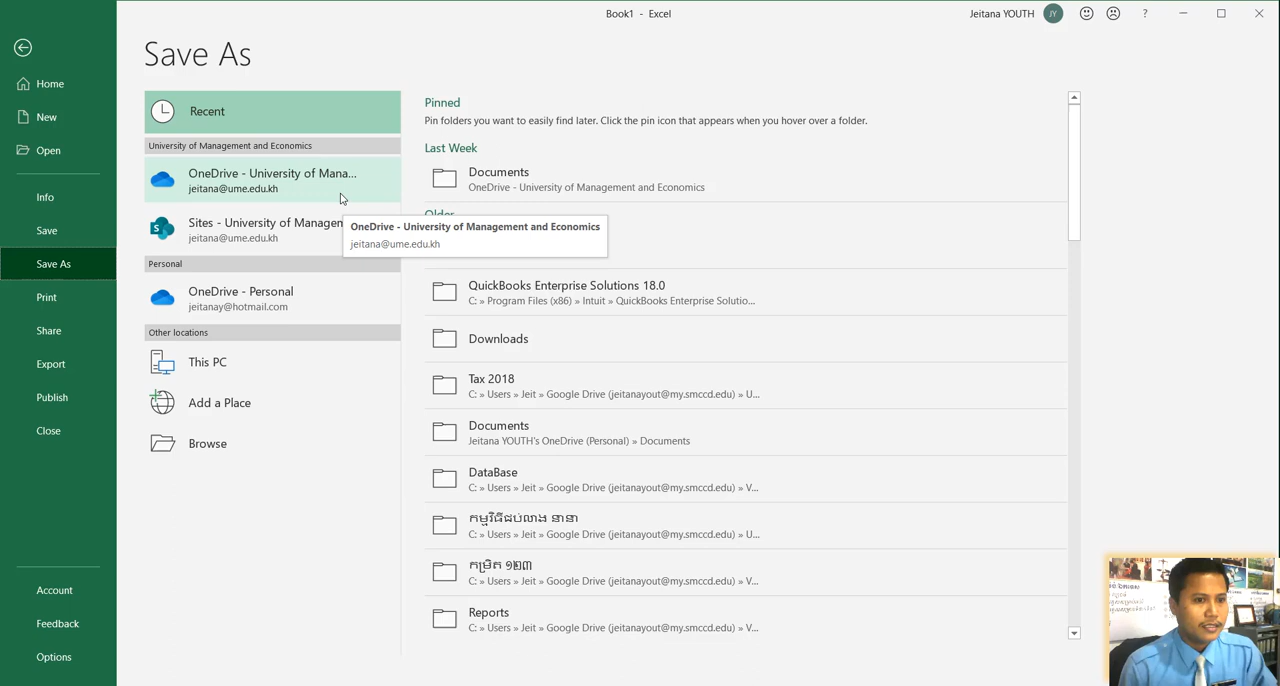 Book1 - Excel
Jeitana YOUTH
JY
?
Save As
Home
New
Open
Info
Save
Save As
Print
Share
Export
Publish
Close
Account
Feedback
Options
Recent
University of Management and Economics
OneDrive - University of Mana...
jeitana@ume.edu.kh
Sites - University of Managem
jeitana@ume.edu.kh
Personal
OneDrive - Personal
jeitanay@hotmail.com
Other locations
This PC
Add a Place
Browse
OneDrive - University of Management and Economics
jeitana@ume.edu.kh
Pinned
Pin folders you want to easily find later. Click the pin icon that appears when you hover over a folder.
Last Week
Documents
OneDrive - University of Management and Economics
Older
QuickBooks Enterprise Solutions 18.0
C: » Program Files (x86) » Intuit » QuickBooks Enterprise Solutio...
Downloads
Tax 2018
C: » Users » Jeit » Google Drive (jeitanayout@my.smccd.edu) » U...
Documents
Jeitana YOUTH's OneDrive (Personal) » Documents
DataBase
C: » Users » Jeit » Google Drive (jeitanayout@my.smccd.edu) » V...
កម្មវិធីជប់លាង នានា
C: » Users » Jeit » Google Drive (jeitanayout@my.smccd.edu) » U...
កម្រិត ១២៣
C: » Users » Jeit » Google Drive (jeitanayout@my.smccd.edu) » V...
Reports
C: » Users » Jeit » Google Drive (jeitanayout@my.smccd.edu) » V...